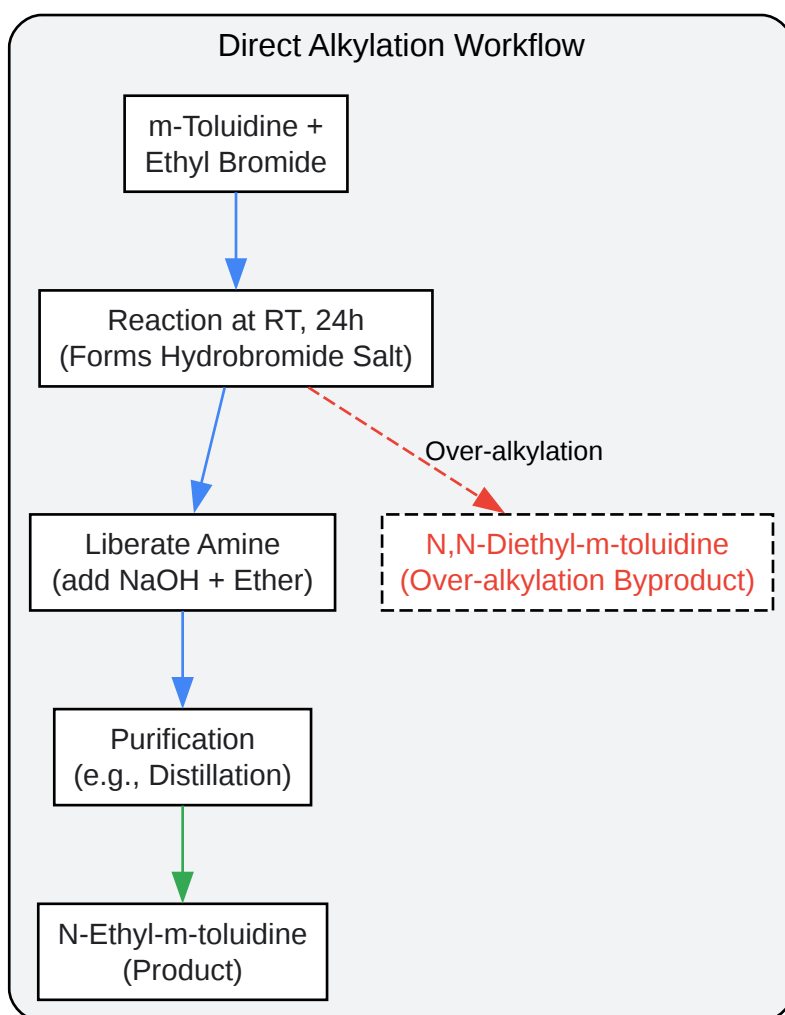 Direct Alkylation Workflow
m-Toluidine +
Ethyl Bromide
Reaction at RT, 24h
(Forms Hydrobromide Salt)
Over-alkylation
Liberate Amine
(add NaOH + Ether)
N,N-Diethyl-m-toluidine
(Over-alkylation Byproduct)
Purification
(e.g., Distillation)
N-Ethyl-m-toluidine
(Product)